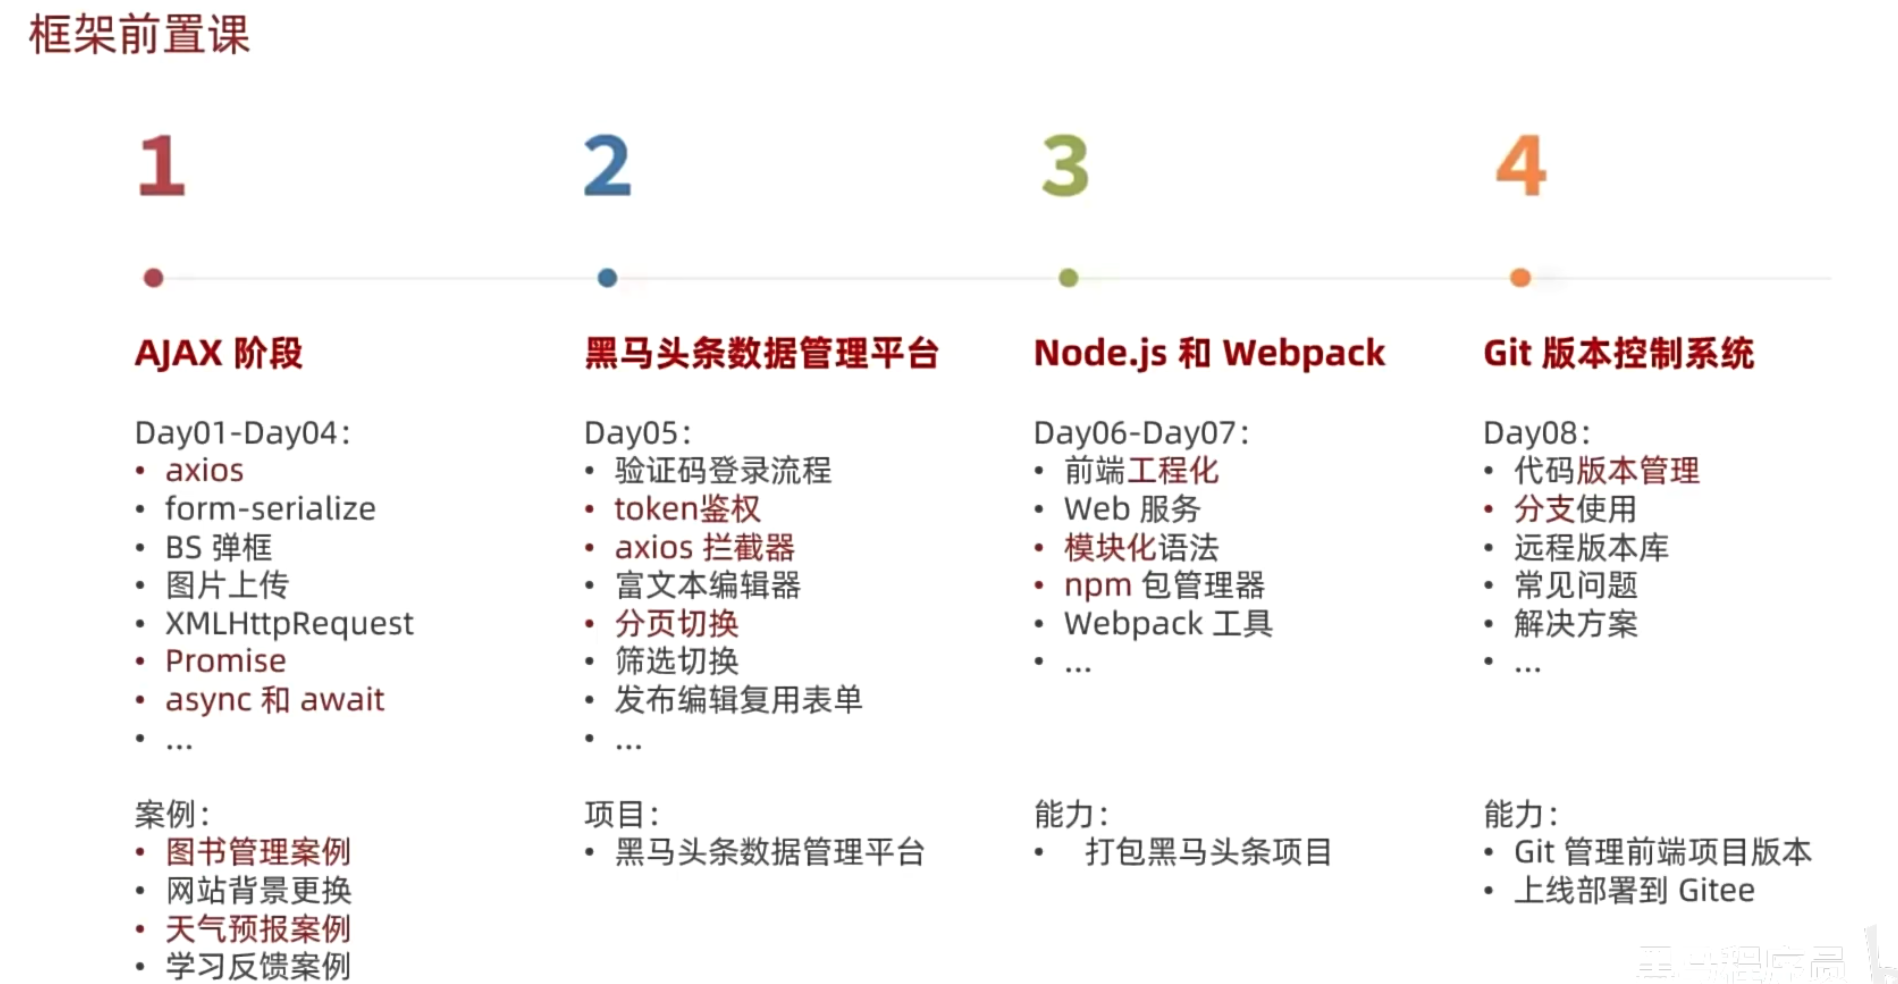 框架前置课
1
2
3
4
AJAX 阶段
Day01-Day04：
• axios
• form-serialize
• BS 弹框
• 图片上传
• XMLHttpRequest
• Promise
• async 和 await
• ...
案例：
• 图书管理案例
• 网站背景更换
• 天气预报案例
• 学习反馈案例
黑马头条数据管理平台
Day05：
• 验证码登录流程
• token鉴权
• axios 拦截器
• 富文本编辑器
• 分页切换
• 筛选切换
• 发布编辑复用表单
• ...
项目：
• 黑马头条数据管理平台
Node.js 和 Webpack
Day06-Day07：
• 前端工程化
• Web 服务
• 模块化语法
• npm 包管理器
• Webpack 工具
• ...
能力：
• 打包黑马头条项目
Git 版本控制系统
Day08：
• 代码版本管理
• 分支使用
• 远程版本库
• 常见问题
• 解决方案
• ...
能力：
• Git 管理前端项目版本
• 上线部署到 Gitee